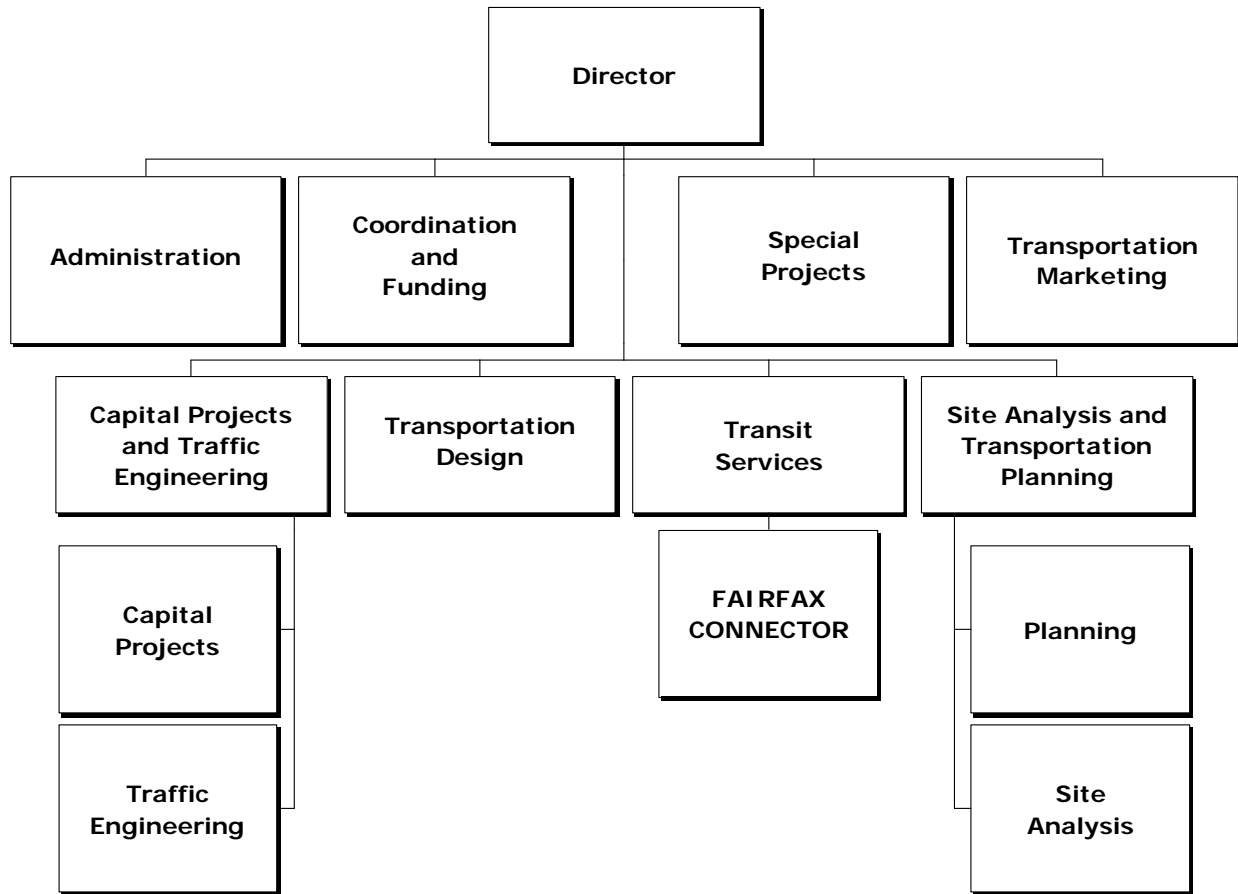 Director
Administration
Coordination
and
Funding
Special
Projects
Transportation
Marketing
Capital Projects
and Traffic
Engineering
Transportation
Design
Transit
Services
Site Analysis and
Transportation
Planning
Capital
Projects
FAIRFAX
CONNECTOR
Planning
Traffic
Engineering
Site
Analysis